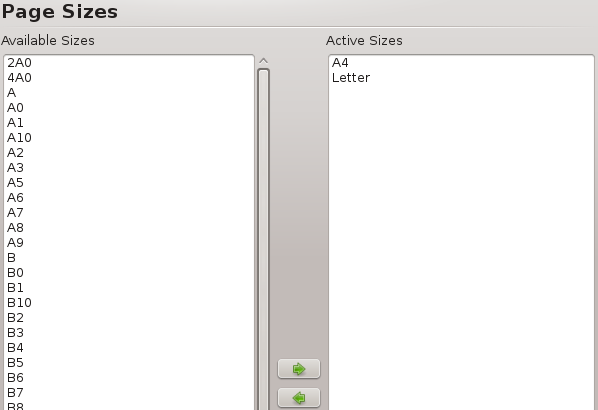 Page Sizes
Available Sizes
2A0
4A0
A
A0
A1
A10
A2
A3
A5
A6
A7
A8
A9
B
B0
B1
B10
B2
B3
B4
B5
B6
B7
B8
Active Sizes
A4
Letter